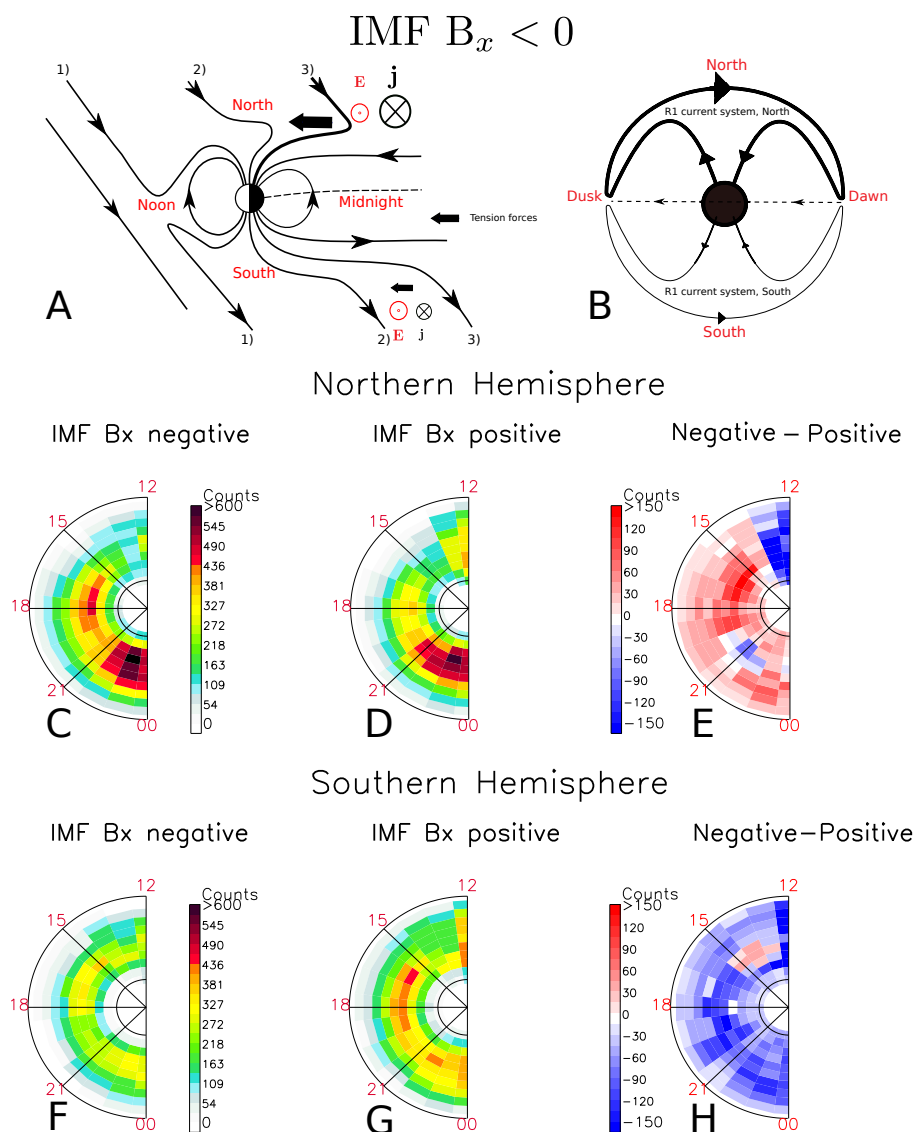 IMF Bx < 0
1)
2)
3)
E
j
North
Noon
Midnight
Tension forces
South
A
1)
2)
E
j
3)
North
R1 current system, North
Dusk
Dawn
R1 current system, South
B
South
Northern Hemisphere
IMF Bx negative
IMF Bx positive
Negative – Positive
12
15
18
21
00
C
Counts
>600
545
490
436
381
327
272
218
163
109
54
0
12
15
18
21
00
D
Counts
>150
120
90
60
30
0
−30
−60
−90
−120
−150
12
15
18
21
00
E
Southern Hemisphere
IMF Bx negative
IMF Bx positive
Negative–Positive
12
15
18
21
00
F
Counts
>600
545
490
436
381
327
272
218
163
109
54
0
12
15
18
21
00
G
Counts
>150
120
90
60
30
0
−30
−60
−90
−120
−150
12
15
18
21
00
H